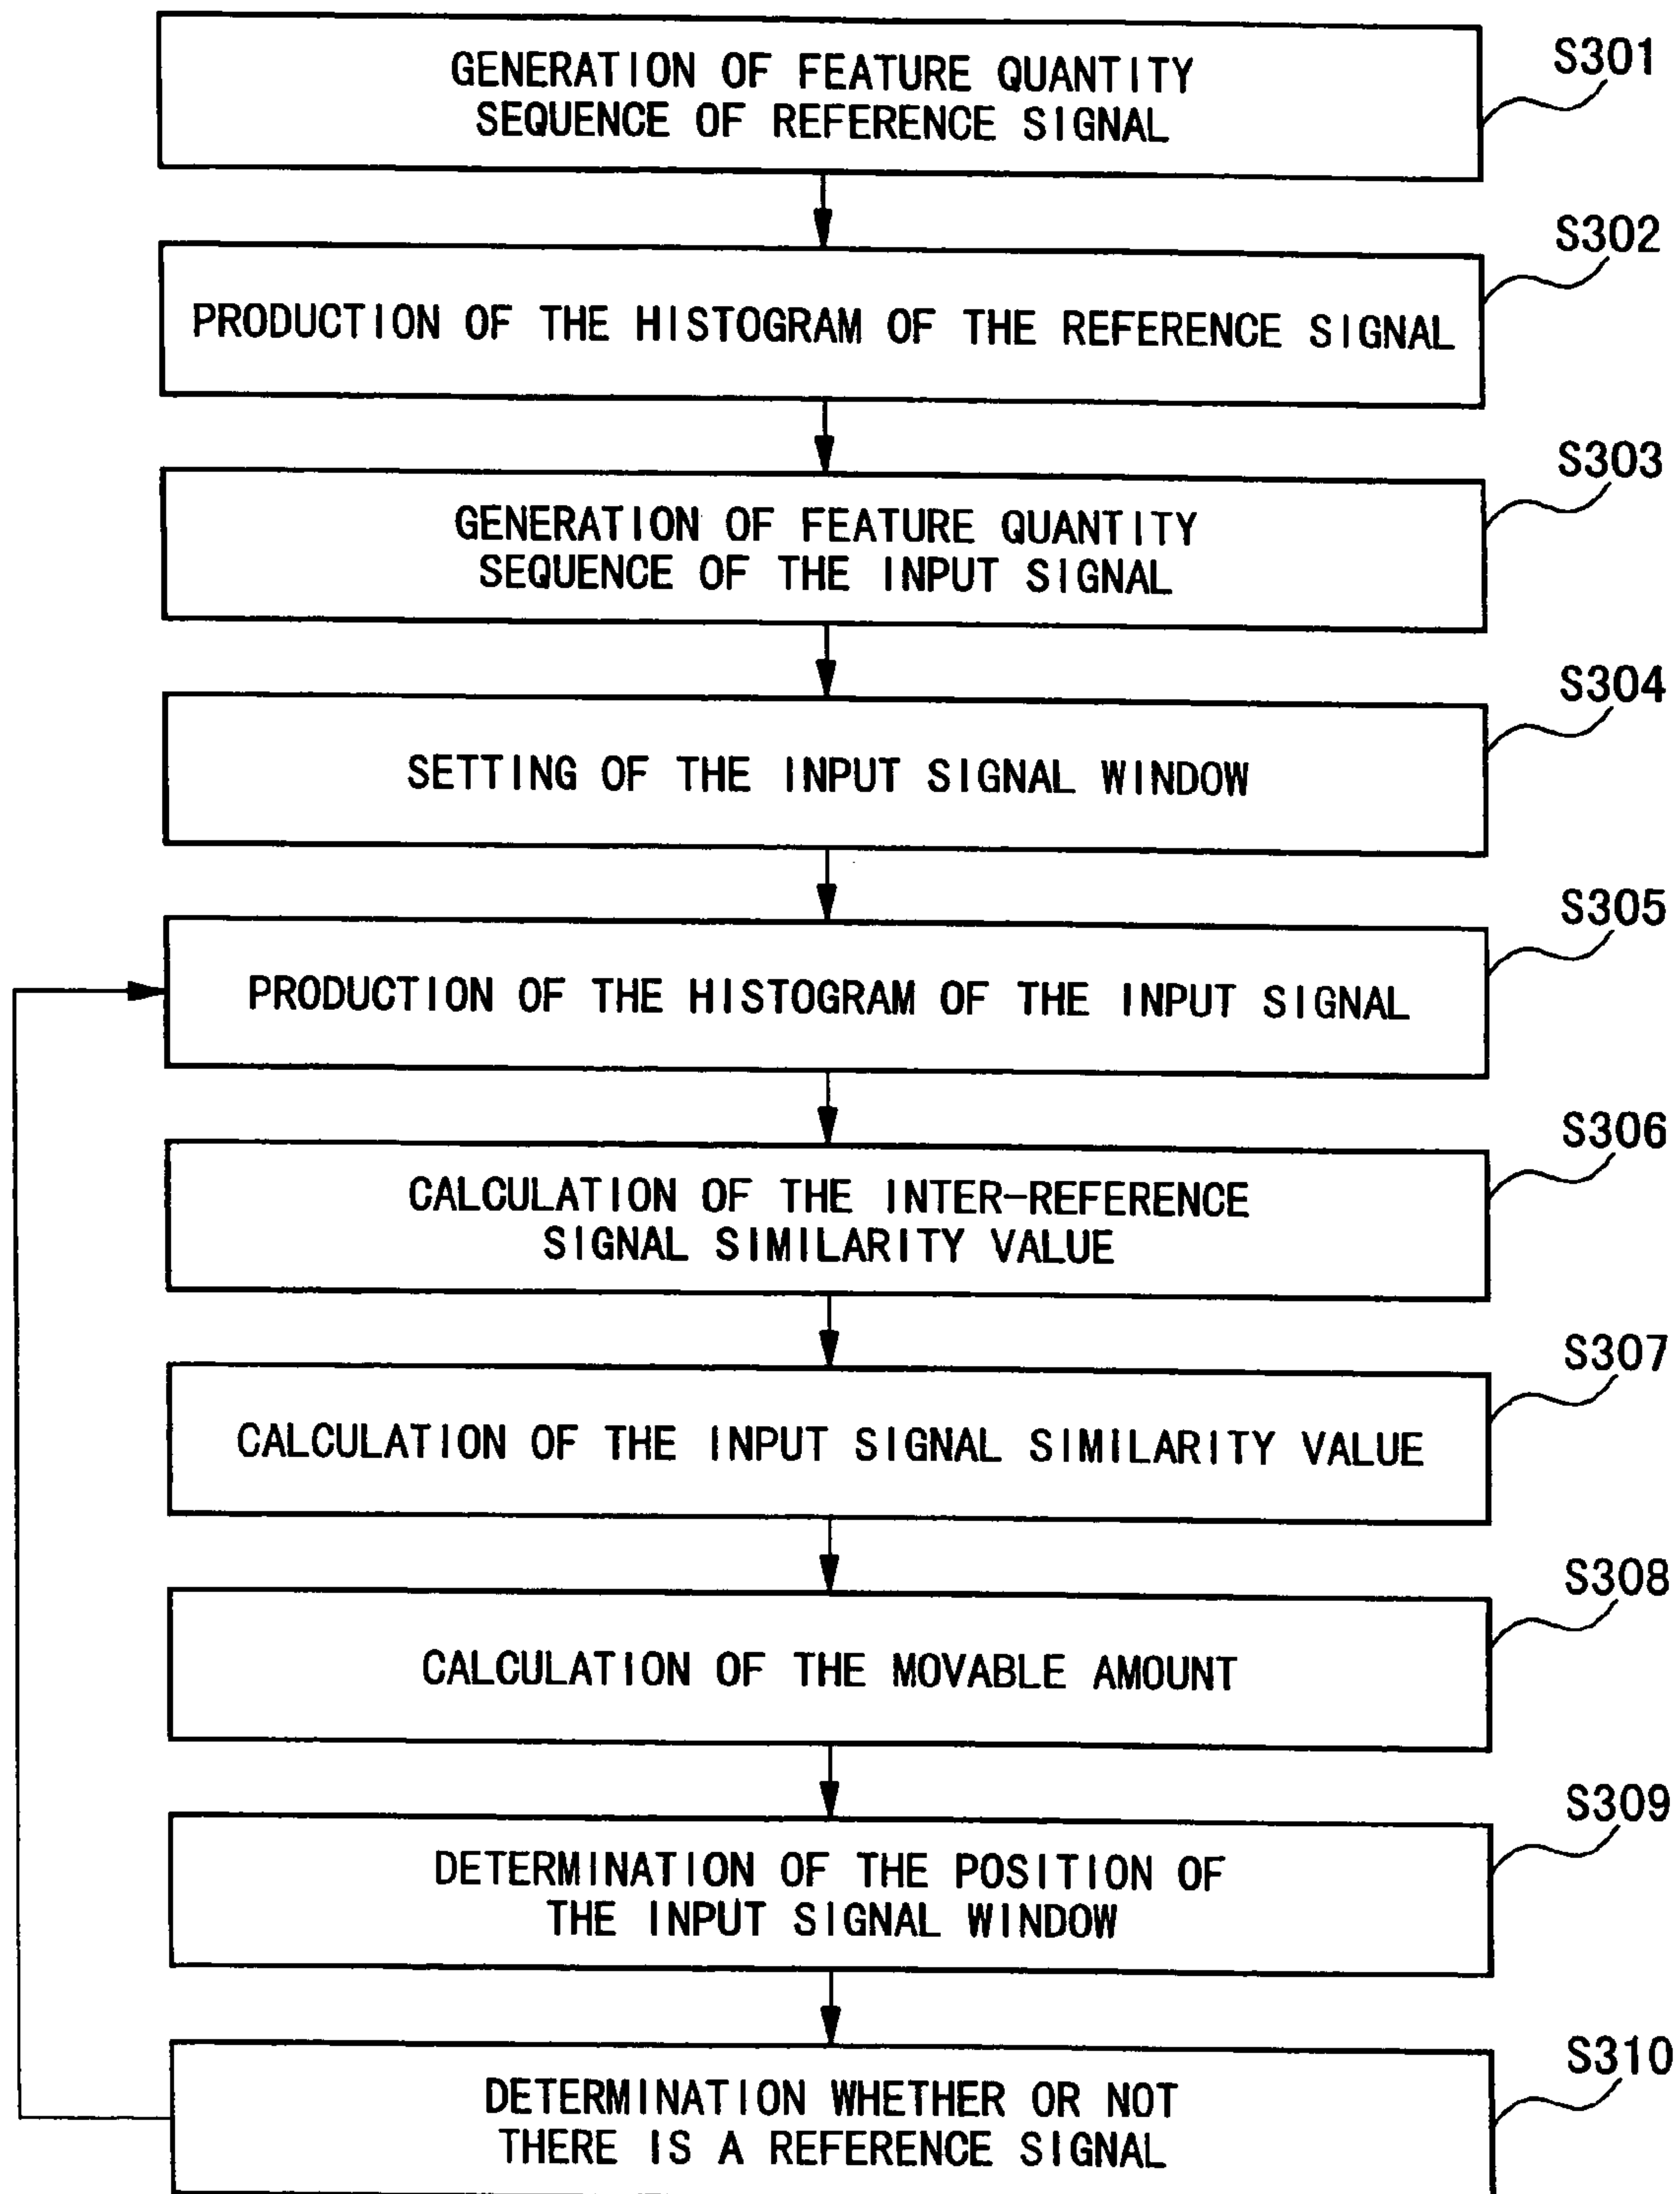 GENERATION OF FEATURE QUANTITY
SEQUENCE OF REFERENCE SIGNAL
S301
PRODUCTION OF THE HISTOGRAM OF THE REFERENCE SIGNAL
S302
GENERATION OF FEATURE QUANTITY
SEQUENCE OF THE INPUT SIGNAL
S303
SETTING OF THE INPUT SIGNAL WINDOW
S304
PRODUCTION OF THE HISTOGRAM OF THE INPUT SIGNAL
S305
CALCULATION OF THE INTER-REFERENCE
SIGNAL SIMILARITY VALUE
S306
CALCULATION OF THE INPUT SIGNAL SIMILARITY VALUE
S307
CALCULATION OF THE MOVABLE AMOUNT
S308
DETERMINATION OF THE POSITION OF
THE INPUT SIGNAL WINDOW
S309
DETERMINATION WHETHER OR NOT
THERE IS A REFERENCE SIGNAL
S310